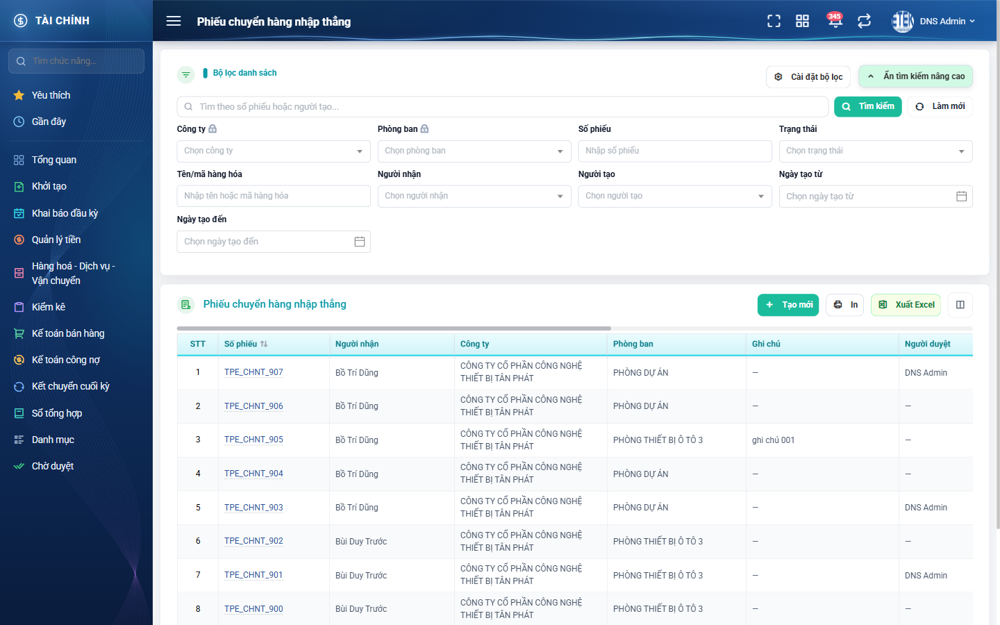 TÀI CHÍNH
Tìm chức năng...
Yêu thích
Gần đây
Tổng quan
Khởi tạo
Khai báo đầu kỳ
Quản lý tiền
Hàng hoá - Dịch vụ -
Vận chuyển
Kiểm kê
Kế toán bán hàng
Kế toán công nợ
Kết chuyển cuối kỳ
Sổ tổng hợp
Danh mục
Chờ duyệt
Phiếu chuyển hàng nhập thẳng
345
DNS Admin
Bộ lọc danh sách
Cài đặt bộ lọc
Ẩn tìm kiếm nâng cao
Tìm theo số phiếu hoặc người tạo...
Tìm kiếm
Làm mới
Công ty
Phòng ban
Số phiếu
Trạng thái
Chọn công ty
Chọn phòng ban
Nhập số phiếu
Chọn trạng thái
Tên/mã hàng hóa
Người nhận
Người tạo
Ngày tạo từ
Nhập tên hoặc mã hàng hóa
Chọn người nhận
Chọn người tạo
Chọn ngày tạo từ
Ngày tạo đến
Chọn ngày tạo đến
Phiếu chuyển hàng nhập thẳng
Tạo mới
In
Xuất Excel
STT Số phiếu Người nhận Công ty Phòng ban Ghi chú Người duyệt
1 TPE_CHNT_907 Bồ Trí Dũng CÔNG TY CỔ PHẦN CÔNG NGHỆ THIẾT BỊ TÂN PHÁT PHÒNG DỰ ÁN — DNS Admin
2 TPE_CHNT_906 Bồ Trí Dũng CÔNG TY CỔ PHẦN CÔNG NGHỆ THIẾT BỊ TÂN PHÁT PHÒNG DỰ ÁN — —
3 TPE_CHNT_905 Bồ Trí Dũng CÔNG TY CỔ PHẦN CÔNG NGHỆ THIẾT BỊ TÂN PHÁT PHÒNG THIẾT BỊ Ô TÔ 3 ghi chú 001 —
4 TPE_CHNT_904 Bồ Trí Dũng CÔNG TY CỔ PHẦN CÔNG NGHỆ THIẾT BỊ TÂN PHÁT PHÒNG DỰ ÁN — —
5 TPE_CHNT_903 Bồ Trí Dũng CÔNG TY CỔ PHẦN CÔNG NGHỆ THIẾT BỊ TÂN PHÁT PHÒNG DỰ ÁN — DNS Admin
6 TPE_CHNT_902 Bùi Duy Trước CÔNG TY CỔ PHẦN CÔNG NGHỆ THIẾT BỊ TÂN PHÁT PHÒNG THIẾT BỊ Ô TÔ 3 — —
7 TPE_CHNT_901 Bùi Duy Trước CÔNG TY CỔ PHẦN CÔNG NGHỆ THIẾT BỊ TÂN PHÁT PHÒNG THIẾT BỊ Ô TÔ 3 — DNS Admin
8 TPE_CHNT_900 Bùi Duy Trước CÔNG TY CỔ PHẦN CÔNG NGHỆ THIẾT BỊ TÂN PHÁT PHÒNG THIẾT BỊ Ô TÔ 3 — —